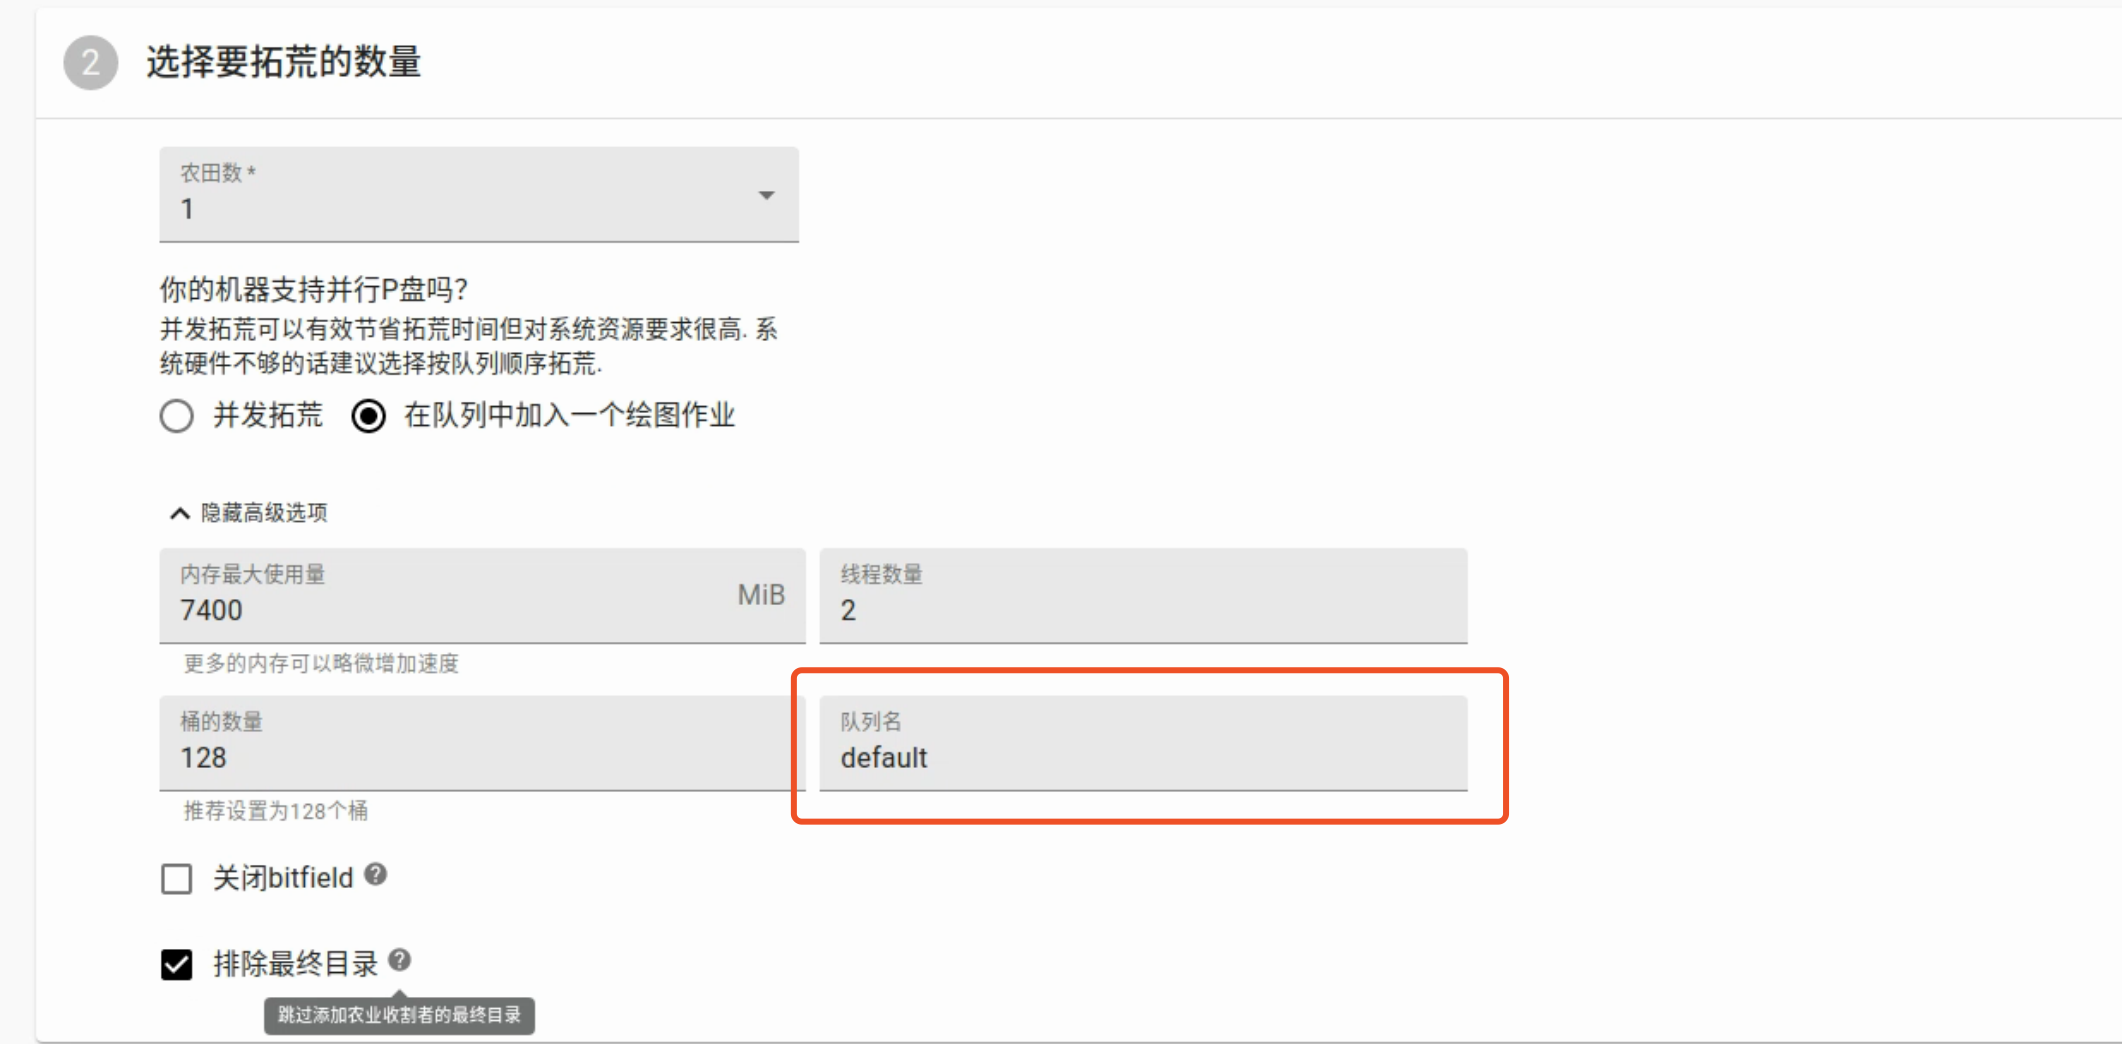 2
选择要拓荒的数量
农田数 *
1
你的机器支持并行P盘吗?
并发拓荒可以有效节省拓荒时间但对系统资源要求很高. 系
统硬件不够的话建议选择按队列顺序拓荒.
并发拓荒 在队列中加入一个绘图作业
隐藏高级选项
内存最大使用量
7400
MiB
线程数量
2
更多的内存可以略微增加速度
桶的数量
128
队列名
default
推荐设置为128个桶
关闭bitfield ?
排除最终目录 ?
跳过添加农业收割者的最终目录